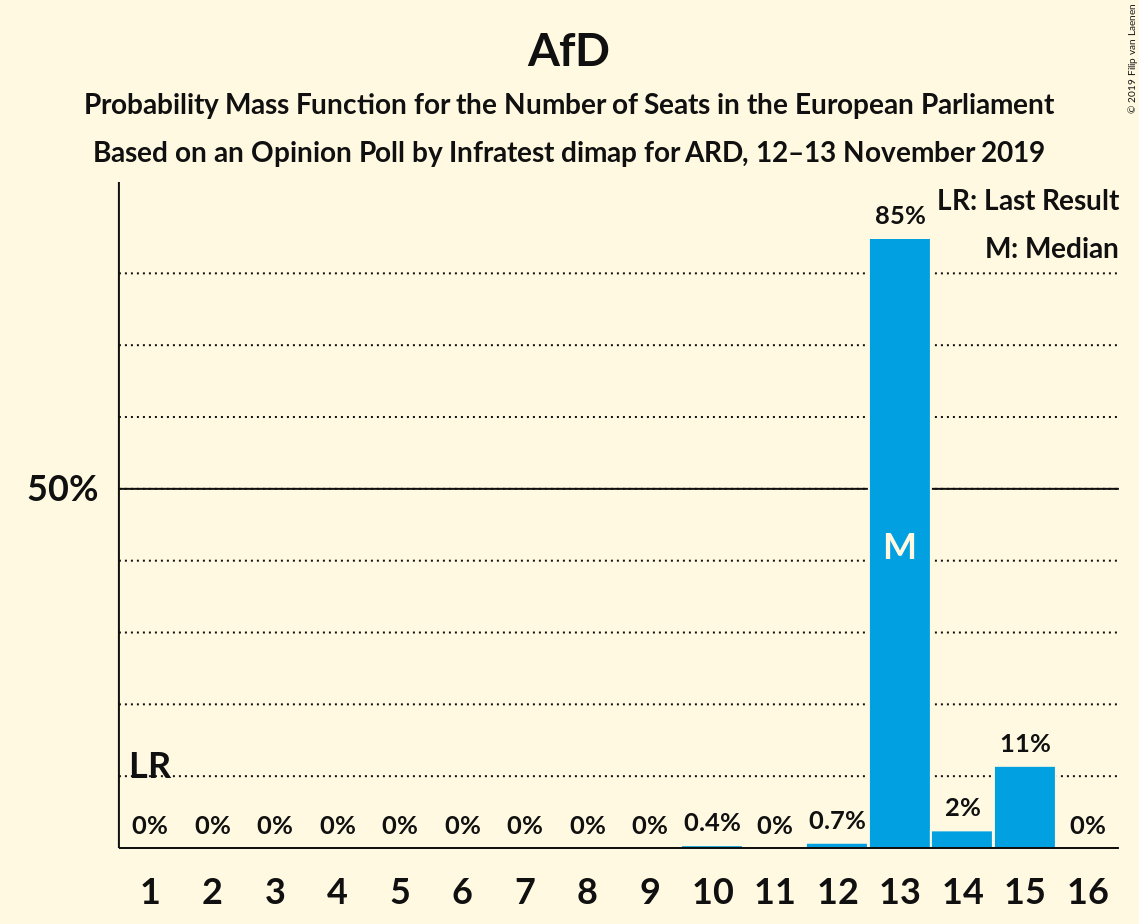 AfD
Probability Mass Function for the Number of Seats in the European Parliament
Based on an Opinion Poll by Infratest dimap for ARD, 12–13 November 2019
© 2019 Filip van Laenen
LR: Last Result
M: Median
85%
50%
M
LR
11%
2%
0% 0% 0% 0% 0% 0% 0% 0% 0% 0.4% 0% 0.7% 0%
1 2 3 4 5 6 7 8 9 10 11 12 13 14 15 16